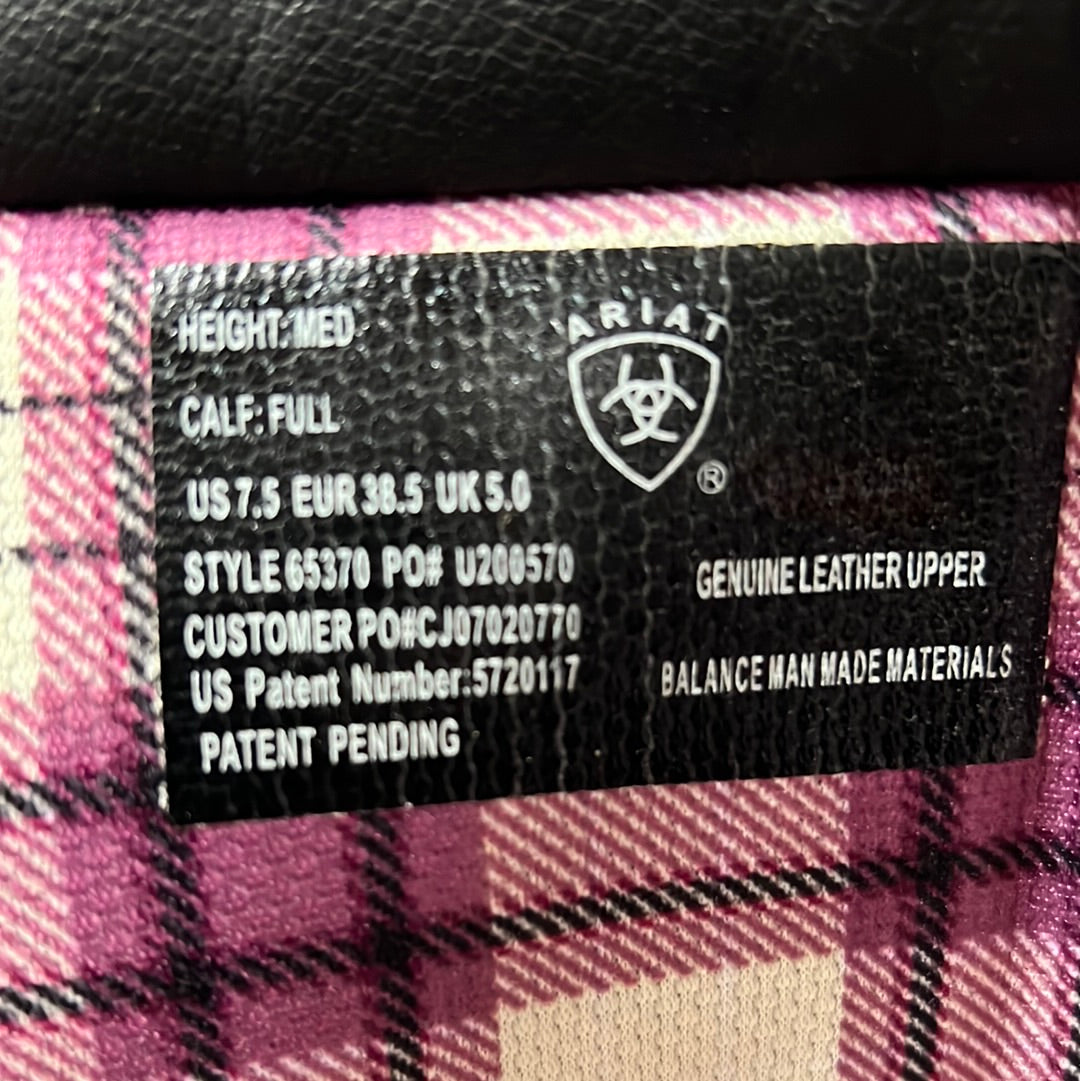 HEIGHT: MED
CALF: FULL
US 7.5 EUR 38.5 UK 5.0
STYLE 65370 PO# U200570
CUSTOMER PO#CJ07020770
US Patent Number:5720117
PATENT PENDING
ARIAT
®
GENUINE LEATHER UPPER
BALANCE MAN MADE MATERIALS